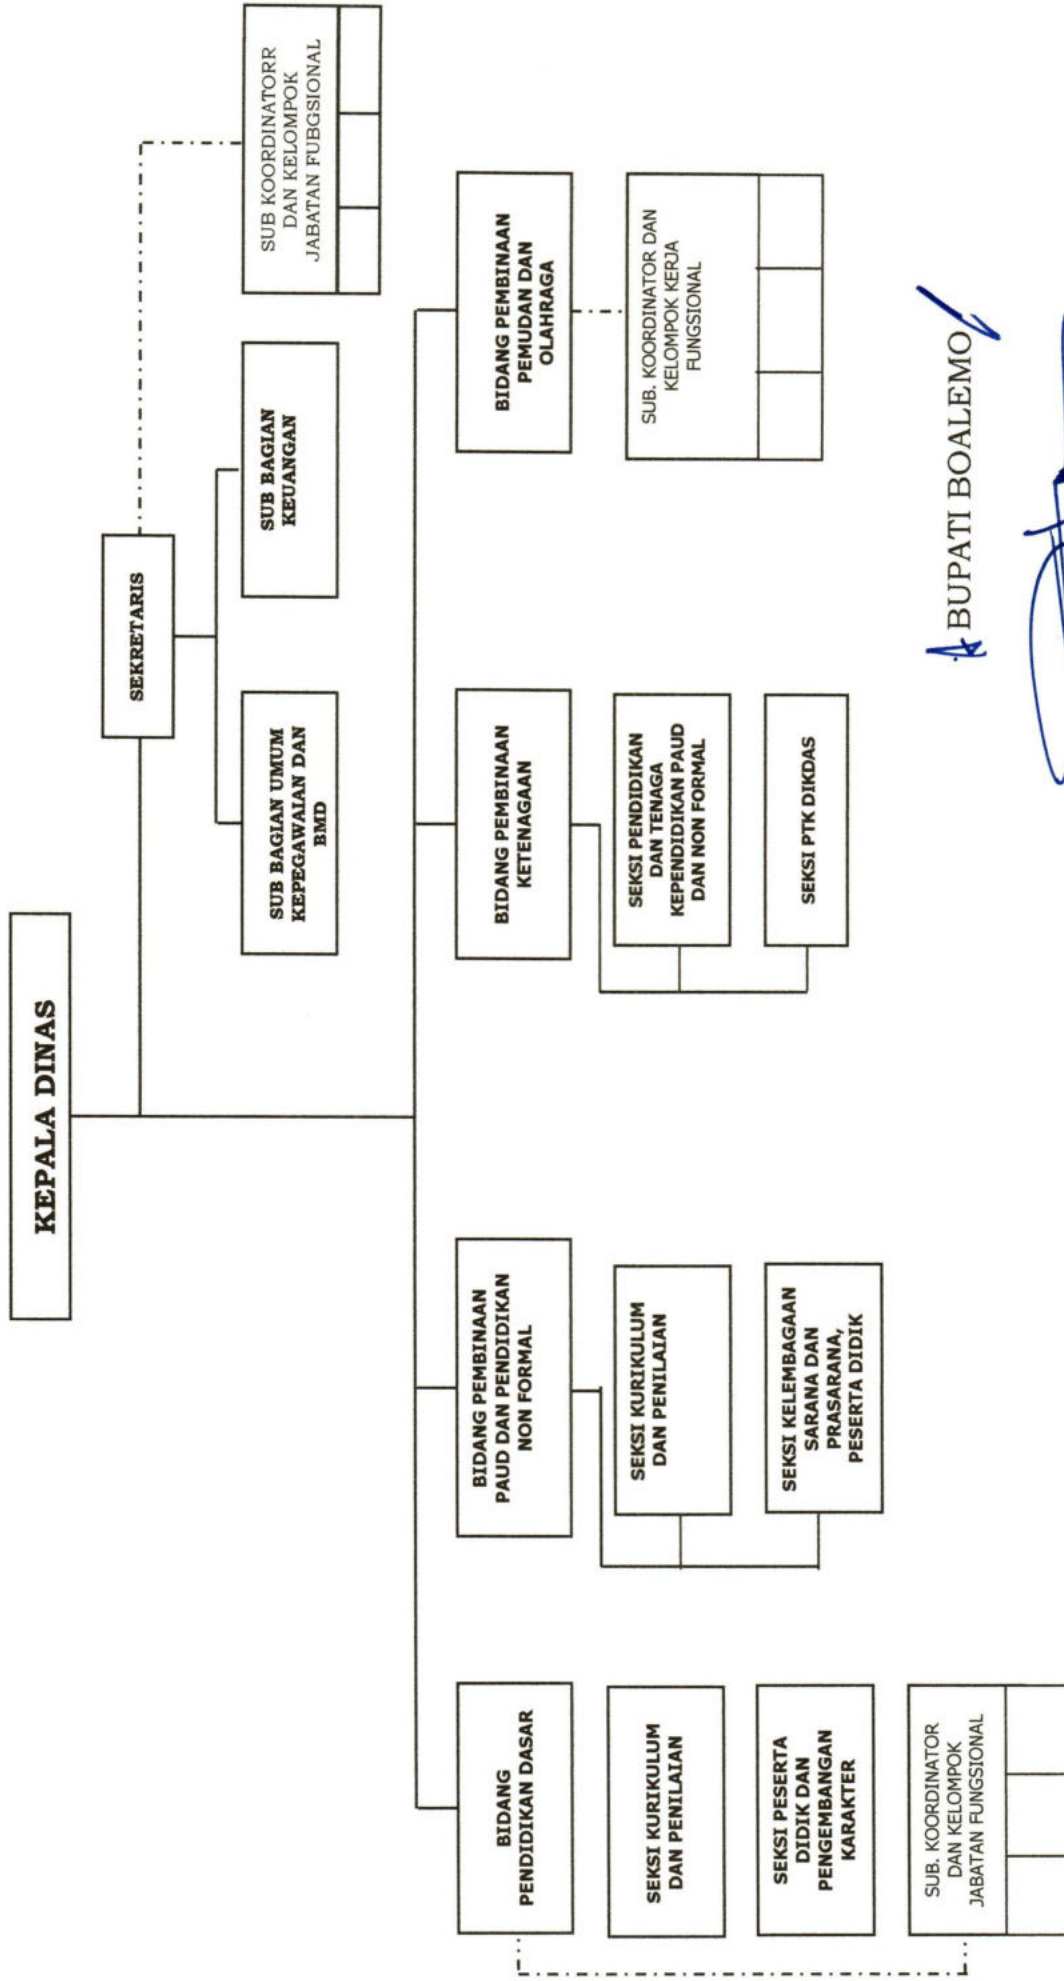 KEPALA DINAS
SEKRETARIS
SUB BAGIAN UMUM
KEPEGAWAIAN DAN
BMD
SUB BAGIAN
KEUANGAN
SUB KOORDINATORR
DAN KELOMPOK
JABATAN FUBGSIONAL
BIDANG
PENDIDIKAN DASAR
SEKSI KURIKULUM
DAN PENILAIAN
SEKSI PESERTA
DIDIK DAN
PENGEMBANGAN
KARAKTER
SUB. KOORDINATOR
DAN KELOMPOK
JABATAN FUNGSIONAL
BIDANG PEMBINAAN
PAUD DAN PENDIDIKAN
NON FORMAL
SEKSI KURIKULUM
DAN PENILAIAN
SEKSI KELEMBAGAAN
SARANA DAN
PRASARANA,
PESERTA DIDIK
BIDANG PEMBINAAN
KETENAGAAN
SEKSI PENDIDIKAN
DAN TENAGA
KEPENDIDIKAN PAUD
DAN NON FORMAL
SEKSI PTK DIKDAS
BIDANG PEMBINAAN
PEMUDAN DAN
OLAHRAGA
SUB. KOORDINATOR DAN
KELOMPOK KERJA
FUNGSIONAL
BUPATI BOALEMO